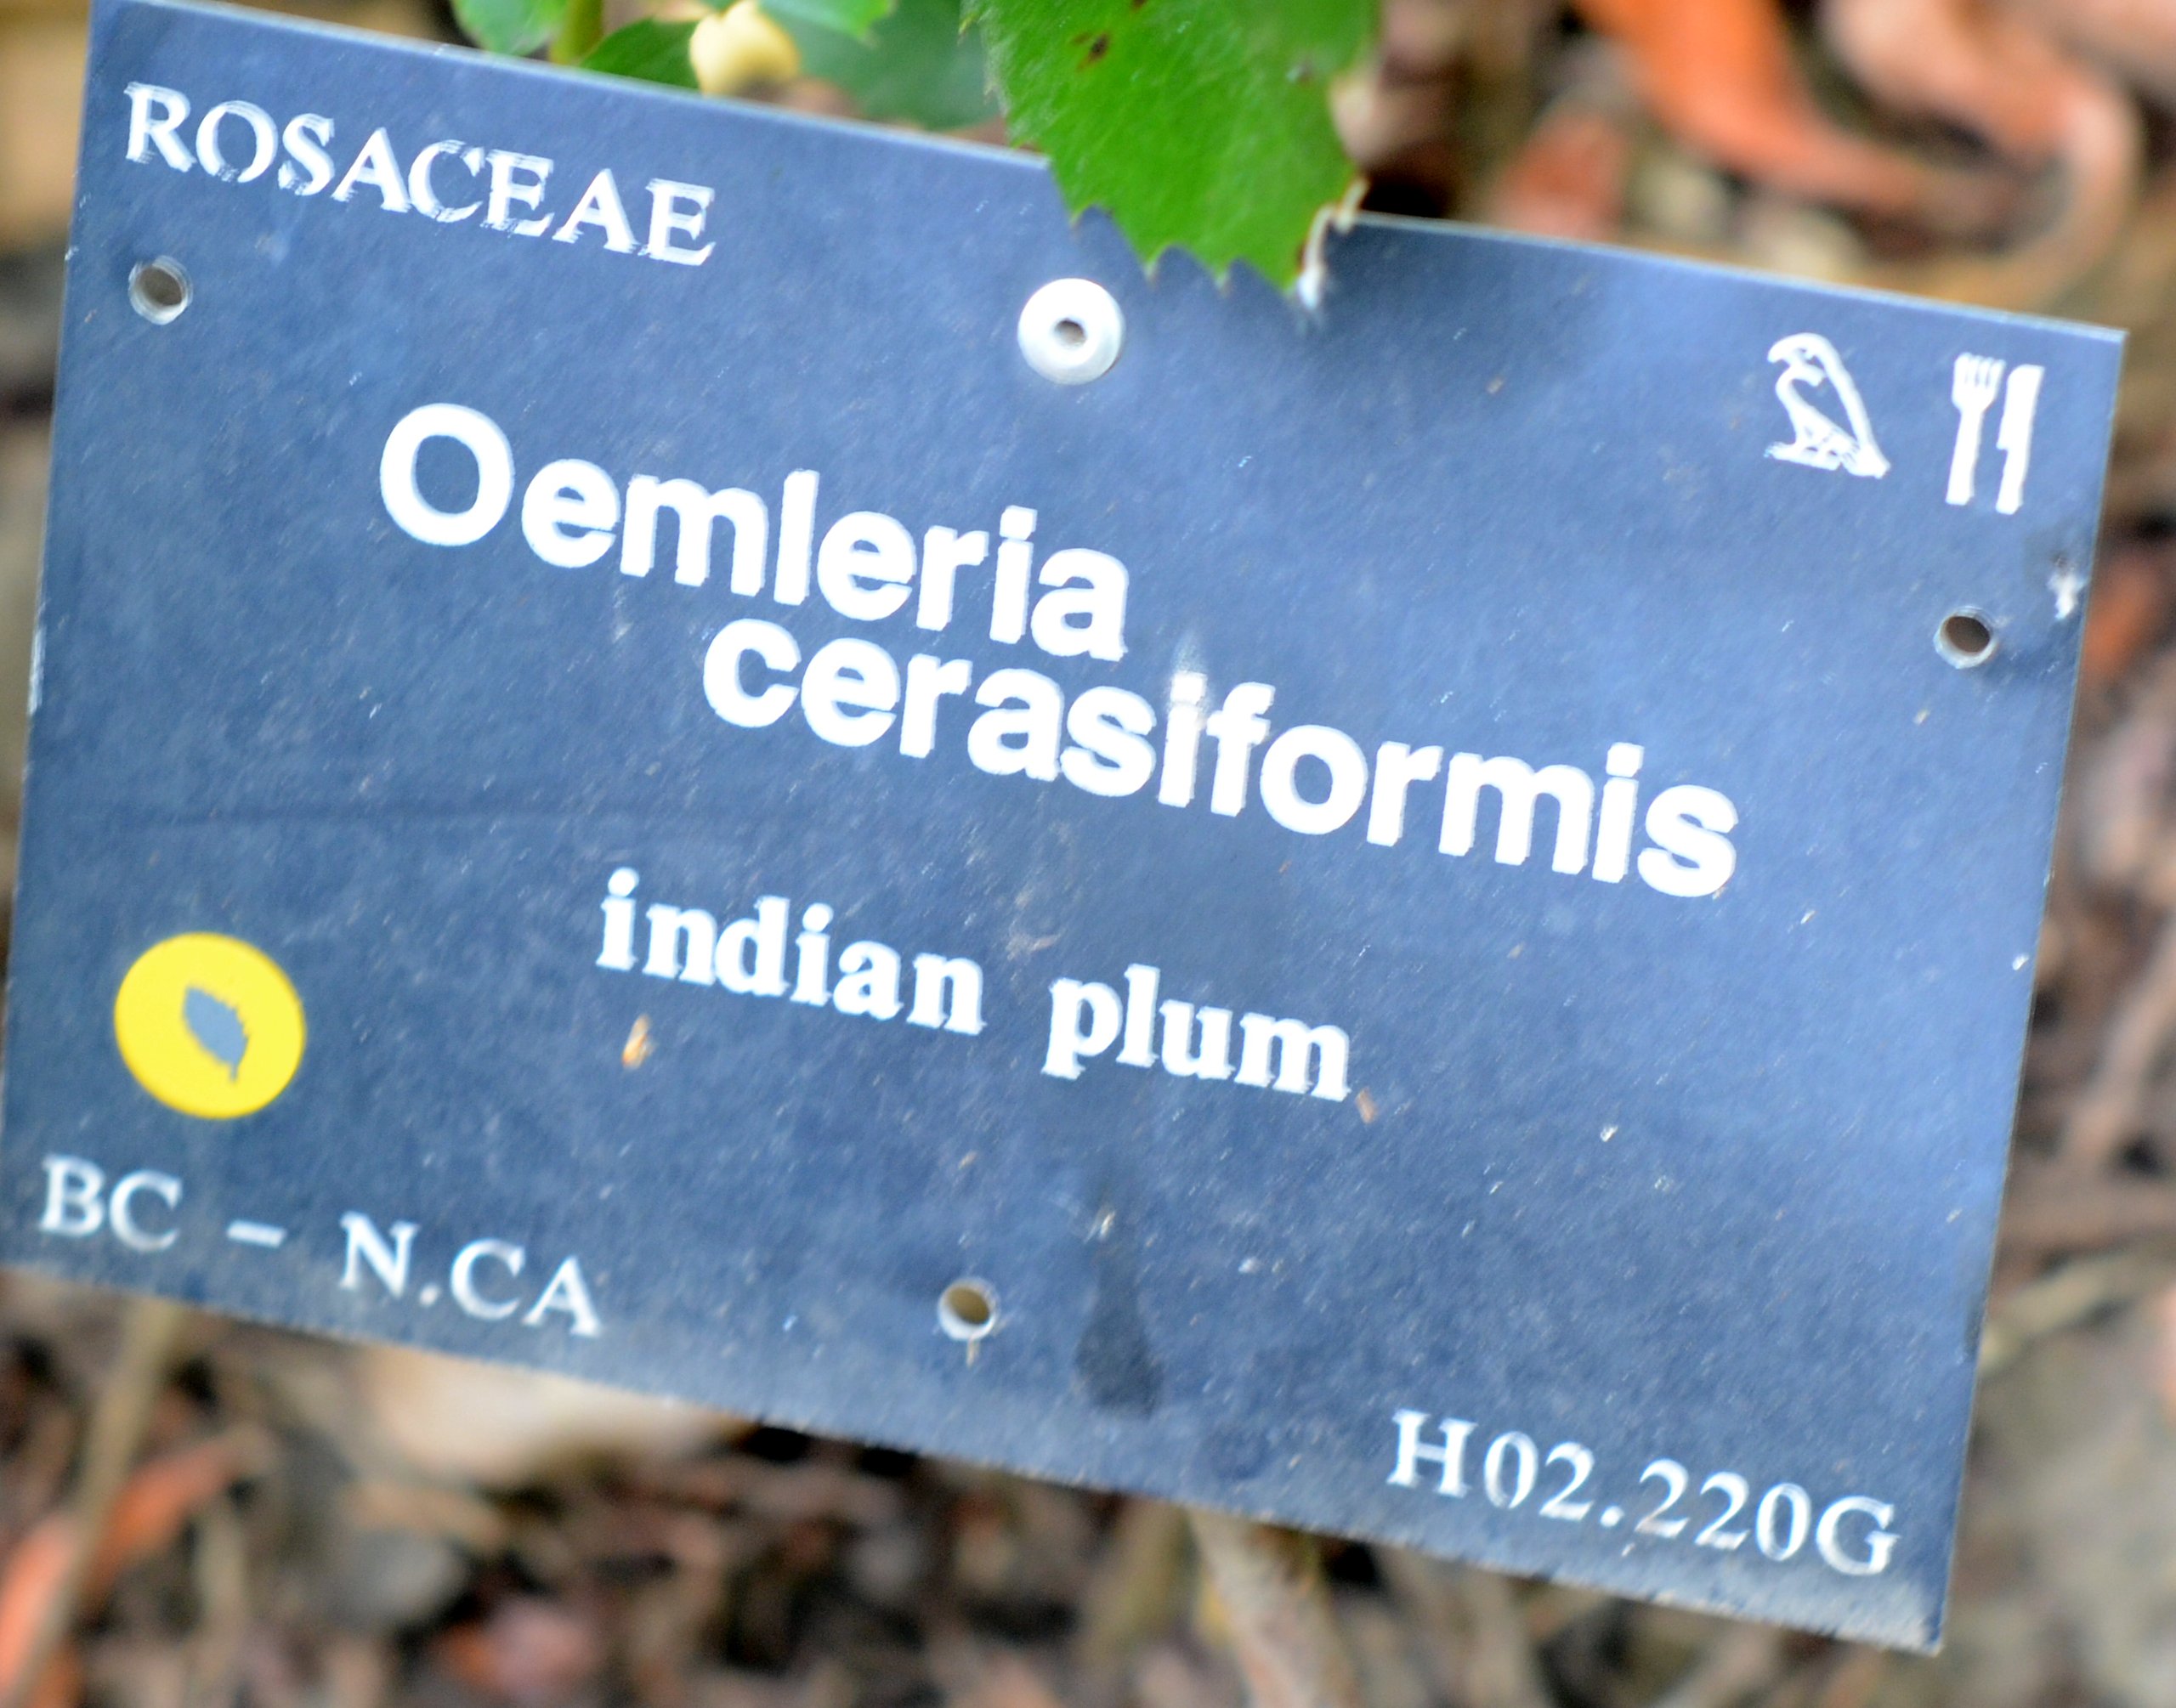 ROSACEAE
Oemleria
cerasiformis
indian plum
BC – N.CA
H02.220G